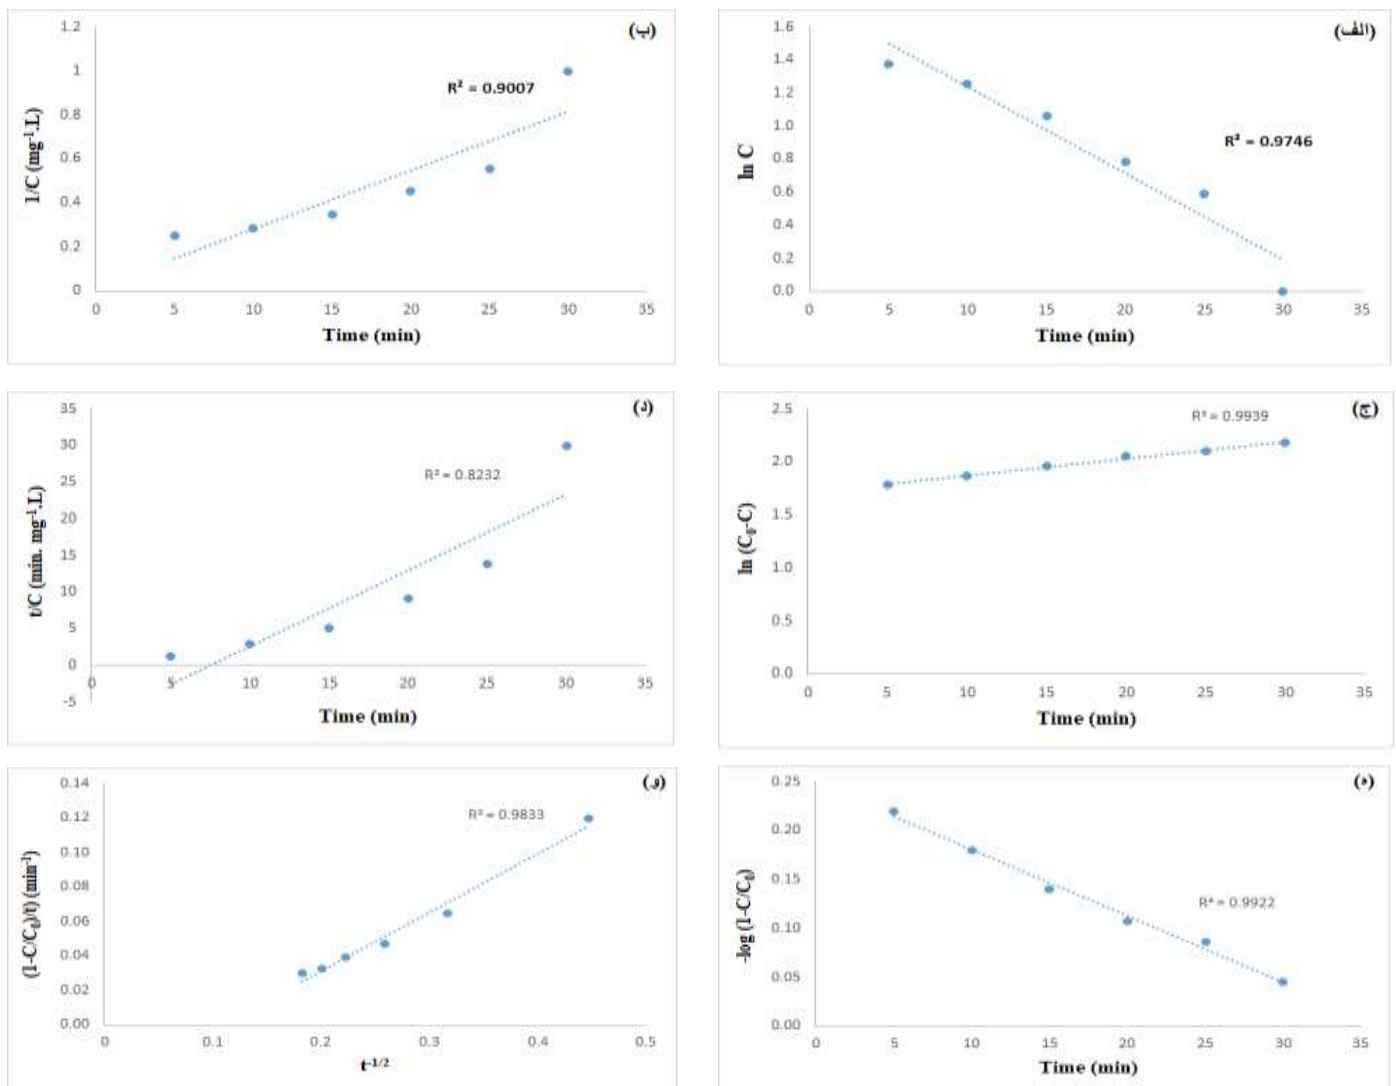 (الف)
1.6
1.4
1.2
1.0
0.8
0.6
0.4
0.2
0.0
ln C
R² = 0.9746
0 5 10 15 20 25 30 35
Time (min)
(ب)
1.2
1
0.8
0.6
0.4
0.2
0
1/C (mg⁻¹.L)
R² = 0.9007
0 5 10 15 20 25 30 35
Time (min)
(ج)
2.5
2.0
1.5
1.0
0.5
0.0
ln (C₀-C)
R² = 0.9939
0 5 10 15 20 25 30 35
Time (min)
(د)
35
30
25
20
15
10
5
0
-5
t/C (min. mg⁻¹.L)
R² = 0.8232
0 5 10 15 20 25 30 35
Time (min)
(ه)
0.25
0.20
0.15
0.10
0.05
0.00
-log (1-C/C₀)
R² = 0.9922
0 5 10 15 20 25 30 35
Time (min)
(و)
0.14
0.12
0.10
0.08
0.06
0.04
0.02
0.00
(1-C/C₀)/t) (min⁻¹)
R² = 0.9833
0 0.1 0.2 0.3 0.4 0.5
t⁻¹/²